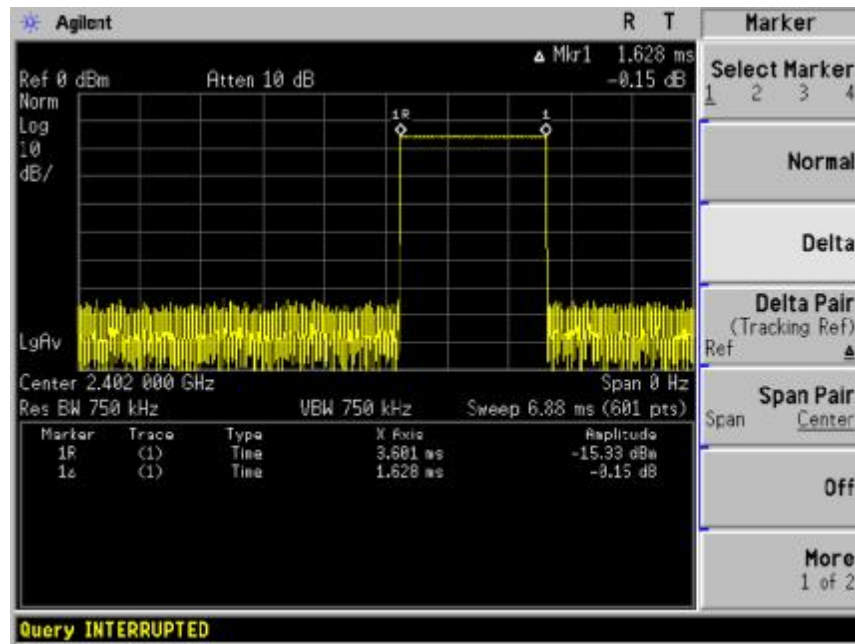 Agilent R T Marker
Δ Mkr1 1.628 ms
Ref 0 dBm Atten 10 dB -0.15 dB
Norm
Log
10
dB/
1R 1
LgAv
Center 2.402 000 GHz Span 0 Hz
Res BW 750 kHz VBW 750 kHz Sweep 6.88 ms (601 pts)
Marker Trace Type X Axis Amplitude
1R (1) Time 3.601 ms -15.33 dBm
1Δ (1) Time 1.628 ms -0.15 dB
Select Marker
1 2 3 4
Normal
Delta
Delta Pair
(Tracking Ref)
Ref Δ
Span Pair
Span Center
Off
More
1 of 2
Query INTERRUPTED